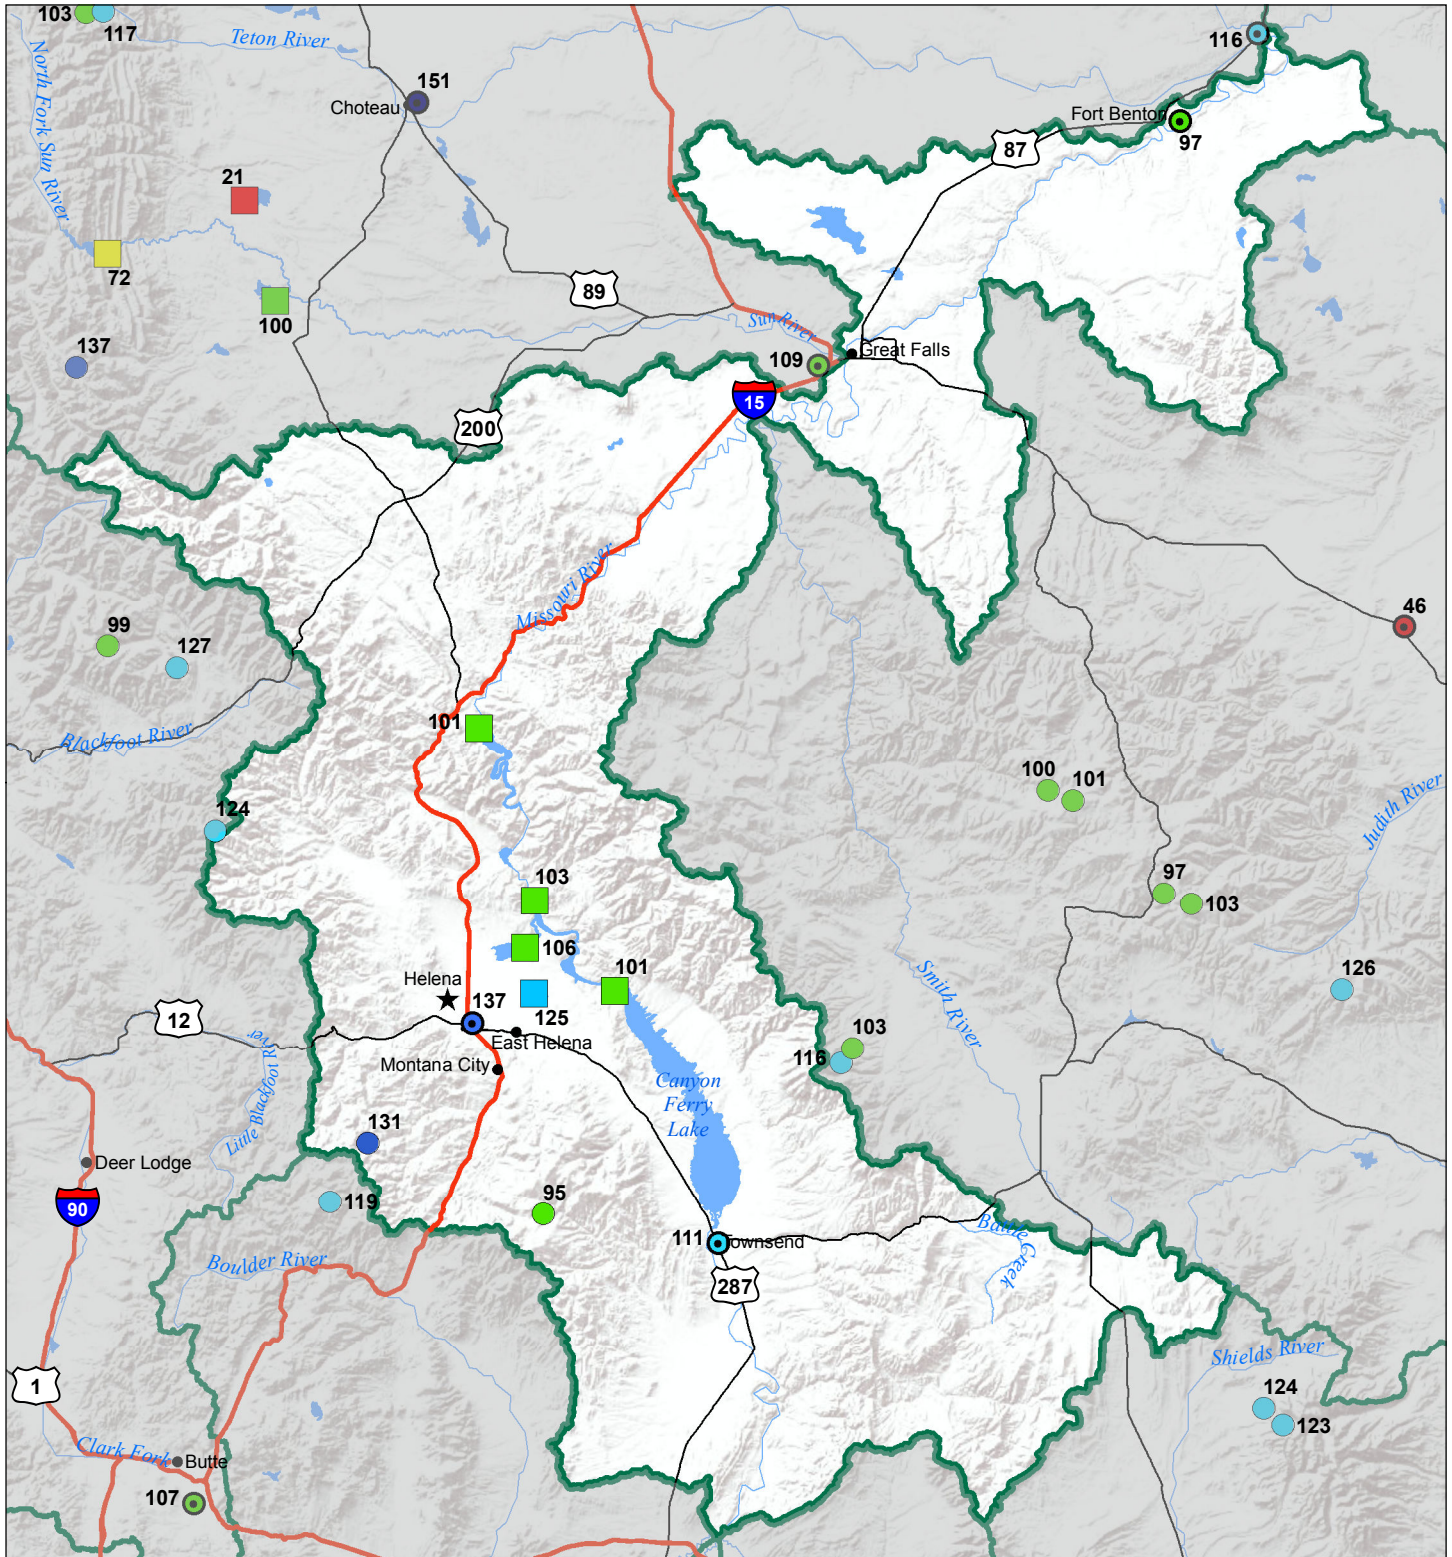 103
117
Teton River
116
North Fork Sun River
151
Choteau
Fort Benton
97
87
21
72
89
100
Sun River
137
109
Great Falls
15
200
Missouri River
46
99
127
101
Blackfoot River
100
101
Judith River
124
97
103
103
106
101
Smith River
126
Helena
137
125
12
East Helena
103
116
Little Blackfoot River
Montana City
Canyon
Ferry
Lake
131
Deer Lodge
90
119
95
Battle Creek
111
Townsend
Boulder River
287
Shields River
1
124
123
Clark Fork
Butte
107